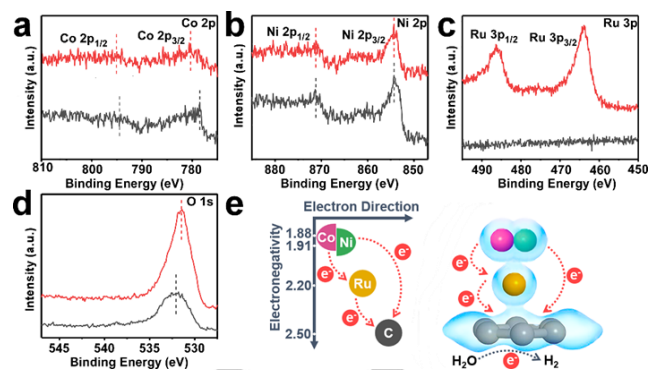 a
Co 2p
Co 2p1/2
Co 2p3/2
Intensity (a.u.)
810 800 790 780
Binding Energy (eV)
b
Ni 2p
Ni 2p1/2 Ni 2p3/2
Intensity (a.u.)
880 870 860 850
Binding Energy (eV)
c
Ru 3p
Ru 3p1/2
Ru 3p3/2
Intensity (a.u.)
490 480 470 460 450
Binding Energy (eV)
d
O 1s
Intensity (a.u.)
545 540 535 530
Binding Energy (eV)
e
Electron Direction
Electronegativity
1.88
1.91
2.20
2.50
Co
Ni
e-
e-
Ru
e-
C
e-
e-
e-
H2O
e-
H2